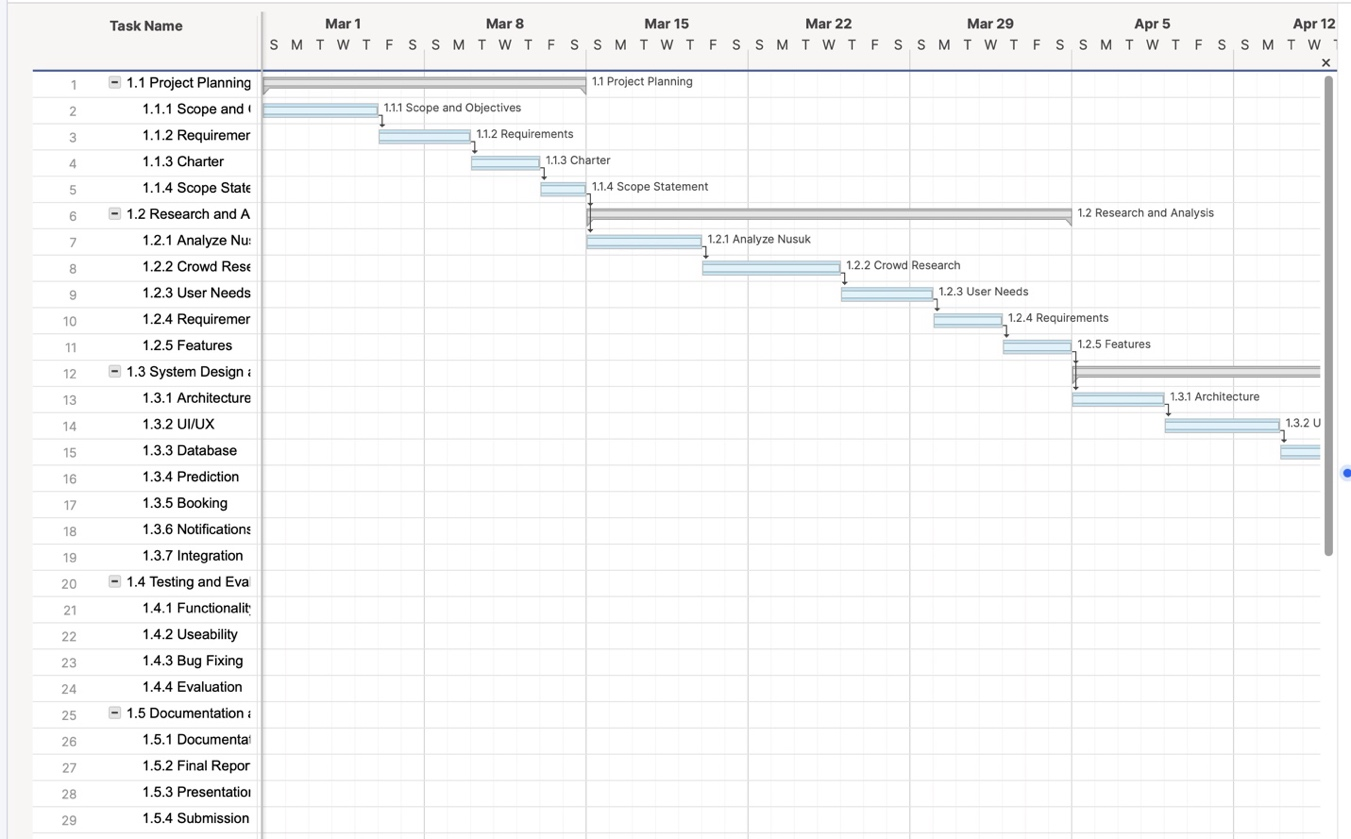 Task Name
Mar 1 Mar 8 Mar 15 Mar 22 Mar 29 Apr 5 Apr 12
S M T W T F S S M T W T F S S M T W T F S S M T W T F S S M T W T F S S M T W T F S S M T W
1 1.1 Project Planning 1.1 Project Planning
2 1.1.1 Scope and 1.1.1 Scope and Objectives
3 1.1.2 Requiremen 1.1.2 Requirements
4 1.1.3 Charter 1.1.3 Charter
5 1.1.4 Scope State 1.1.4 Scope Statement
6 1.2 Research and A 1.2 Research and Analysis
7 1.2.1 Analyze Nus 1.2.1 Analyze Nusuk
8 1.2.2 Crowd Rese 1.2.2 Crowd Research
9 1.2.3 User Needs 1.2.3 User Needs
10 1.2.4 Requiremen 1.2.4 Requirements
11 1.2.5 Features 1.2.5 Features
12 1.3 System Design
13 1.3.1 Architecture 1.3.1 Architecture
14 1.3.2 UI/UX 1.3.2 U
15 1.3.3 Database
16 1.3.4 Prediction
17 1.3.5 Booking
18 1.3.6 Notifications
19 1.3.7 Integration
20 1.4 Testing and Eval
21 1.4.1 Functionality
22 1.4.2 Useability
23 1.4.3 Bug Fixing
24 1.4.4 Evaluation
25 1.5 Documentation
26 1.5.1 Documentat
27 1.5.2 Final Repor
28 1.5.3 Presentation
29 1.5.4 Submission